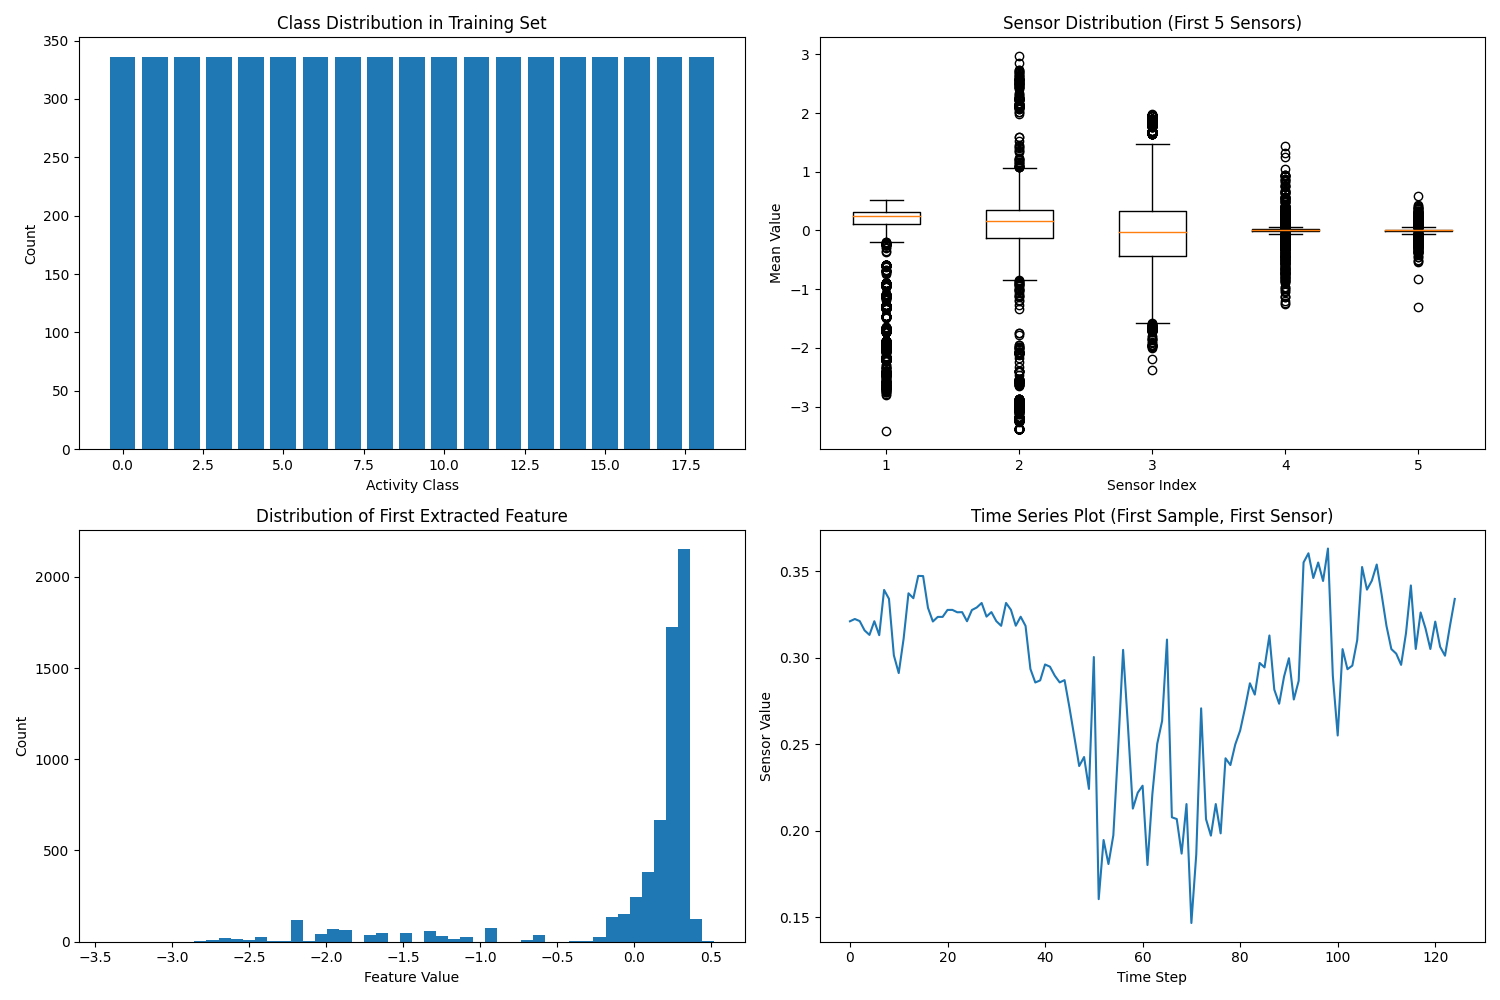 Class Distribution in Training Set
350
300
250
200
150
100
50
0
Count
0.0 2.5 5.0 7.5 10.0 12.5 15.0 17.5
Activity Class
Sensor Distribution (First 5 Sensors)
3
2
1
0
−1
−2
−3
Mean Value
1 2 3 4 5
Sensor Index
Distribution of First Extracted Feature
2000
1500
1000
500
0
Count
−3.5 −3.0 −2.5 −2.0 −1.5 −1.0 −0.5 0.0 0.5
Feature Value
Time Series Plot (First Sample, First Sensor)
0.35
0.30
0.25
0.20
0.15
Sensor Value
0 20 40 60 80 100 120
Time Step